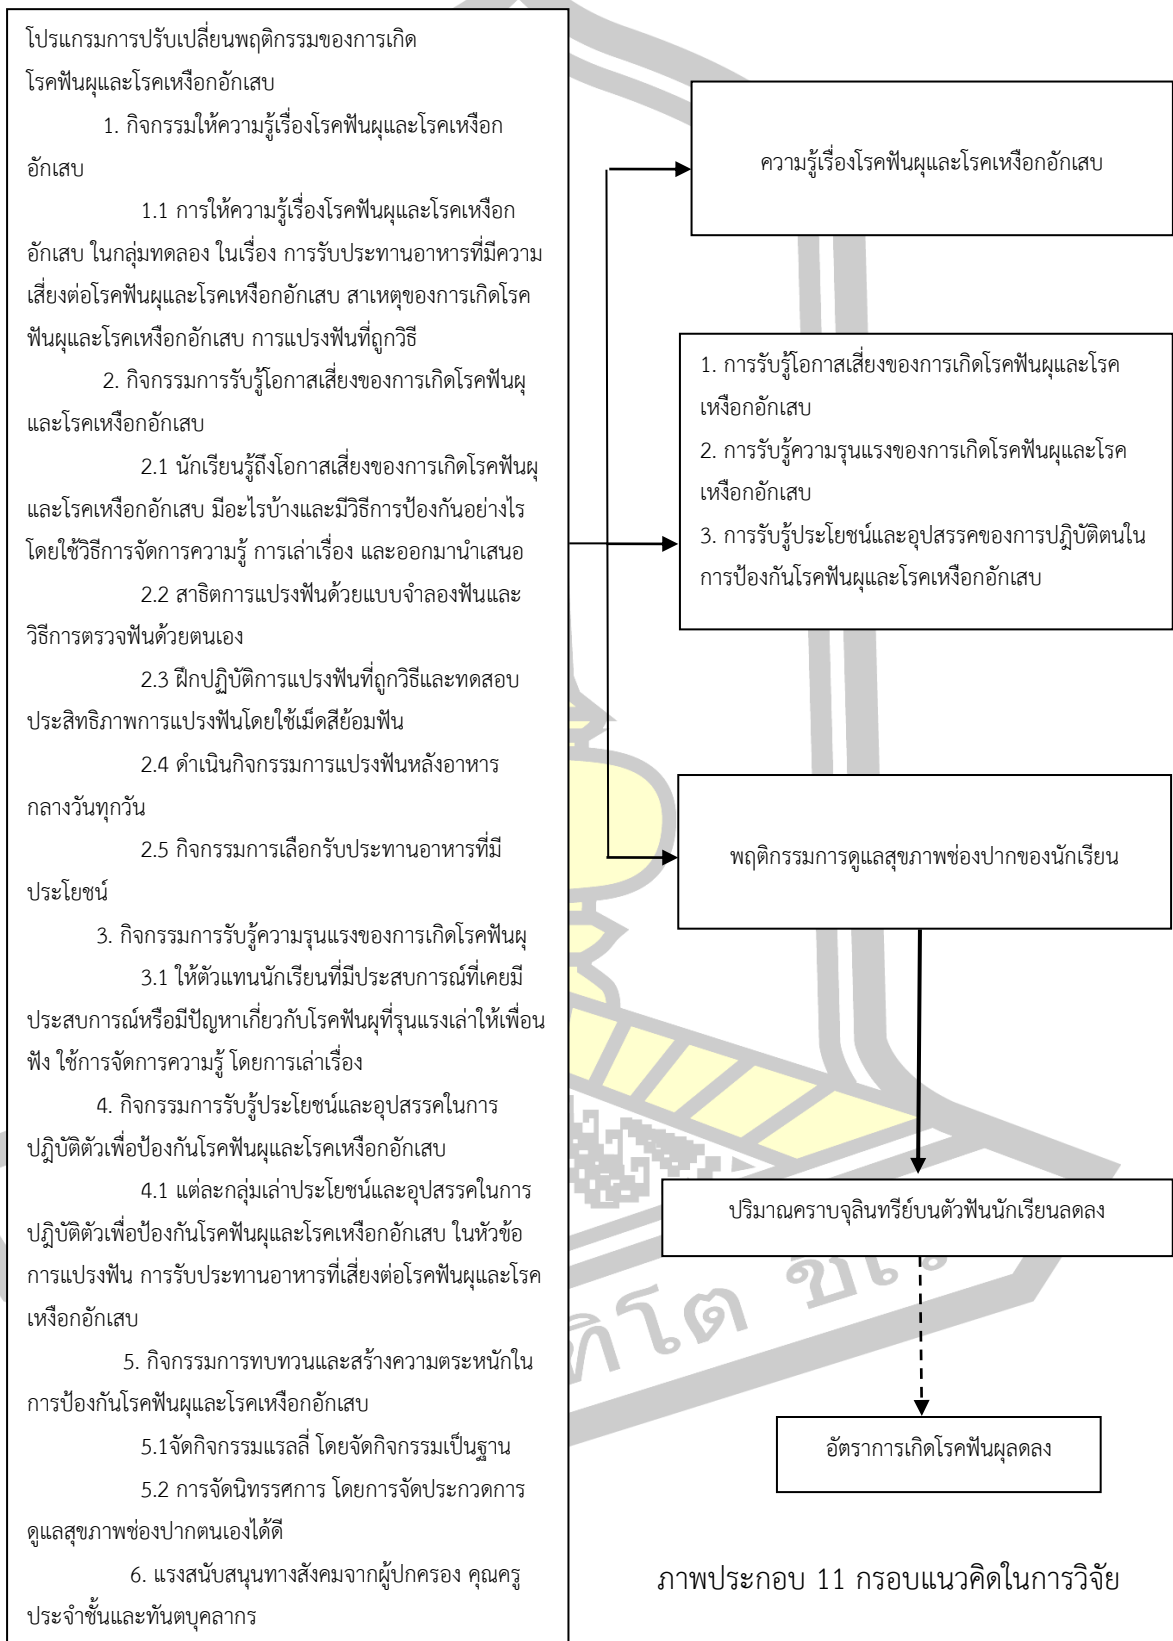 โปรแกรมการปรับเปลี่ยนพฤติกรรมของการเกิด
โรคฟันผุและโรคเหงือกอักเสบ
1. กิจกรรมให้ความรู้เรื่องโรคฟันผุและโรคเหงือก
อักเสบ
1.1 การให้ความรู้เรื่องโรคฟันผุและโรคเหงือก
อักเสบ ในกลุ่มทดลอง ในเรื่อง การรับประทานอาหารที่มีความ
เสี่ยงต่อโรคฟันผุและโรคเหงือกอักเสบ สาเหตุของการเกิดโรค
ฟันผุและโรคเหงือกอักเสบ การแปรงฟันที่ถูกวิธี
2. กิจกรรมการรับรู้โอกาสเสี่ยงของการเกิดโรคฟันผุ
และโรคเหงือกอักเสบ
2.1 นักเรียนรู้ถึงโอกาสเสี่ยงของการเกิดโรคฟันผุ
และโรคเหงือกอักเสบ มีอะไรบ้างและมีวิธีการป้องกันอย่างไร
โดยใช้วิธีการจัดการความรู้ การเล่าเรื่อง และออกมานำเสนอ
2.2 สาธิตการแปรงฟันด้วยแบบจำลองฟันและ
วิธีการตรวจฟันด้วยตนเอง
2.3 ฝึกปฏิบัติการแปรงฟันที่ถูกวิธีและทดสอบ
ประสิทธิภาพการแปรงฟันโดยใช้เม็ดสีย้อมฟัน
2.4 ดำเนินกิจกรรมการแปรงฟันหลังอาหาร
กลางวันทุกวัน
2.5 กิจกรรมการเลือกรับประทานอาหารที่มี
ประโยชน์
3. กิจกรรมการรับรู้ความรุนแรงของการเกิดโรคฟันผุ
3.1 ให้ตัวแทนนักเรียนที่มีประสบการณ์ที่เคยมี
ประสบการณ์หรือมีปัญหาเกี่ยวกับโรคฟันผุที่รุนแรงเล่าให้เพื่อน
ฟัง ใช้การจัดการความรู้ โดยการเล่าเรื่อง
4. กิจกรรมการรับรู้ประโยชน์และอุปสรรคในการ
ปฎิบัติตัวเพื่อป้องกันโรคฟันผุและโรคเหงือกอักเสบ
4.1 แต่ละกลุ่มเล่าประโยชน์และอุปสรรคในการ
ปฎิบัติตัวเพื่อป้องกันโรคฟันผุและโรคเหงือกอักเสบ ในหัวข้อ
การแปรงฟัน การรับประทานอาหารที่เสี่ยงต่อโรคฟันผุและโรค
เหงือกอักเสบ
5. กิจกรรมการทบทวนและสร้างความตระหนักใน
การป้องกันโรคฟันผุและโรคเหงือกอักเสบ
5.1จัดกิจกรรมแรลลี่ โดยจัดกิจกรรมเป็นฐาน
5.2 การจัดนิทรรศการ โดยการจัดประกวดการ
ดูแลสุขภาพช่องปากตนเองได้ดี
6. แรงสนับสนุนทางสังคมจากผู้ปกครอง คุณครู
ประจำชั้นและทันตบุคลากร
ความรู้เรื่องโรคฟันผุและโรคเหงือกอักเสบ
1. การรับรู้โอกาสเสี่ยงของการเกิดโรคฟันผุและโรค
เหงือกอักเสบ
2. การรับรู้ความรุนแรงของการเกิดโรคฟันผุและโรค
เหงือกอักเสบ
3. การรับรู้ประโยชน์และอุปสรรคของการปฎิบัติตนใน
การป้องกันโรคฟันผุและโรคเหงือกอักเสบ
พฤติกรรมการดูแลสุขภาพช่องปากของนักเรียน
ปริมาณคราบจุลินทรีย์บนตัวฟันนักเรียนลดลง
อัตราการเกิดโรคฟันผุลดลง
ภาพประกอบ 11 กรอบแนวคิดในการวิจัย